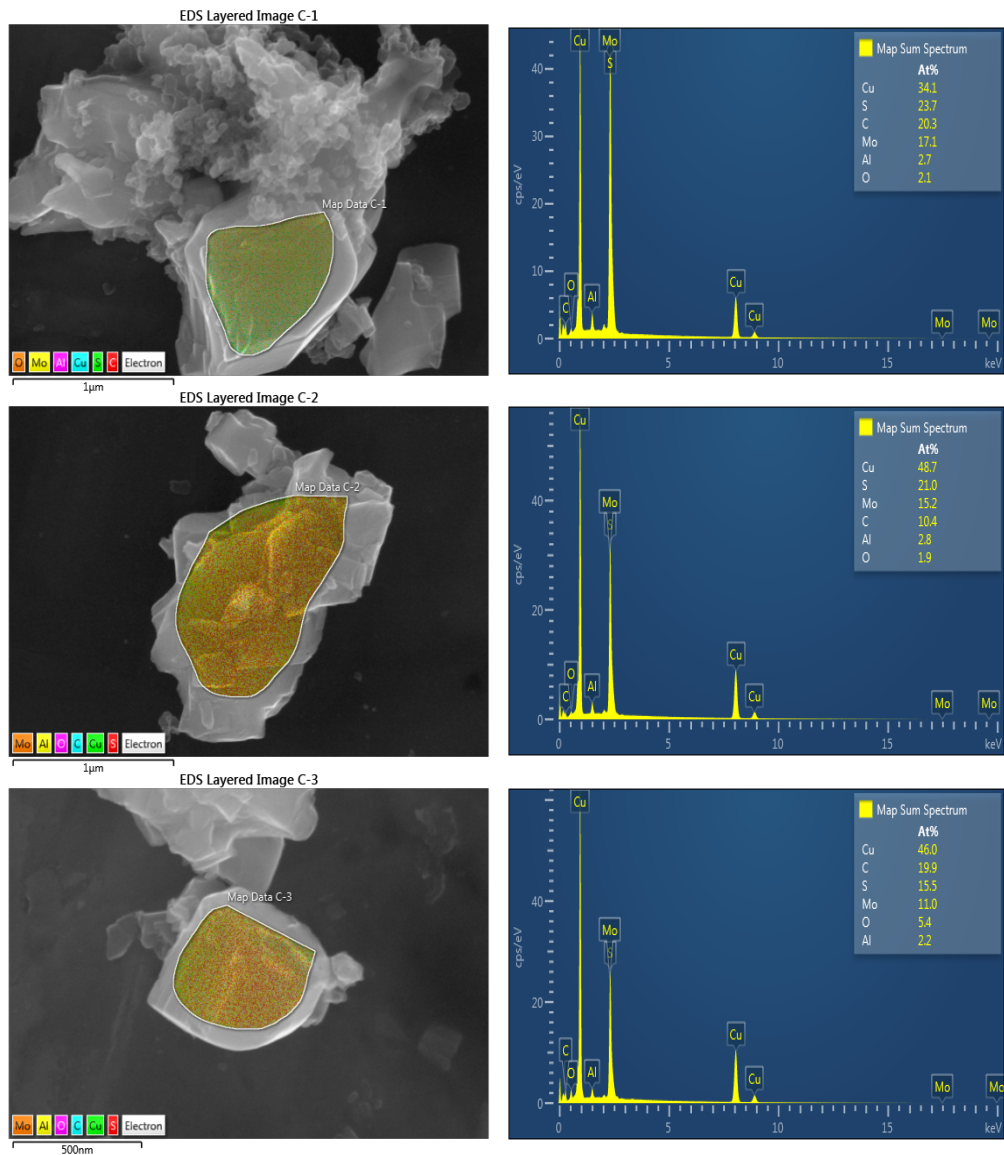 EDS Layered Image C-1
Map Data C-1
O Mo Al Cu S C Electron
1µm
cps/eV
40
30
20
10
0
Cu
Mo
S
C
O
Al
Cu
Cu
Mo
Mo
0 5 10 15 keV
Map Sum Spectrum
At%
Cu 34.1
S 23.7
C 20.3
Mo 17.1
Al 2.7
O 2.1
EDS Layered Image C-2
Map Data C-2
Mo Al O C Cu S Electron
1µm
cps/eV
40
20
0
Cu
Mo
S
C
O
Al
Cu
Cu
Mo
Mo
0 5 10 15 keV
Map Sum Spectrum
At%
Cu 48.7
S 21.0
Mo 15.2
C 10.4
Al 2.8
O 1.9
EDS Layered Image C-3
Map Data C-3
Mo Al O C Cu S Electron
500nm
cps/eV
40
20
0
Cu
Mo
S
C
O
Al
Cu
Cu
Mo
Mo
0 5 10 15 keV
Map Sum Spectrum
At%
Cu 46.0
C 19.9
S 15.5
Mo 11.0
O 5.4
Al 2.2